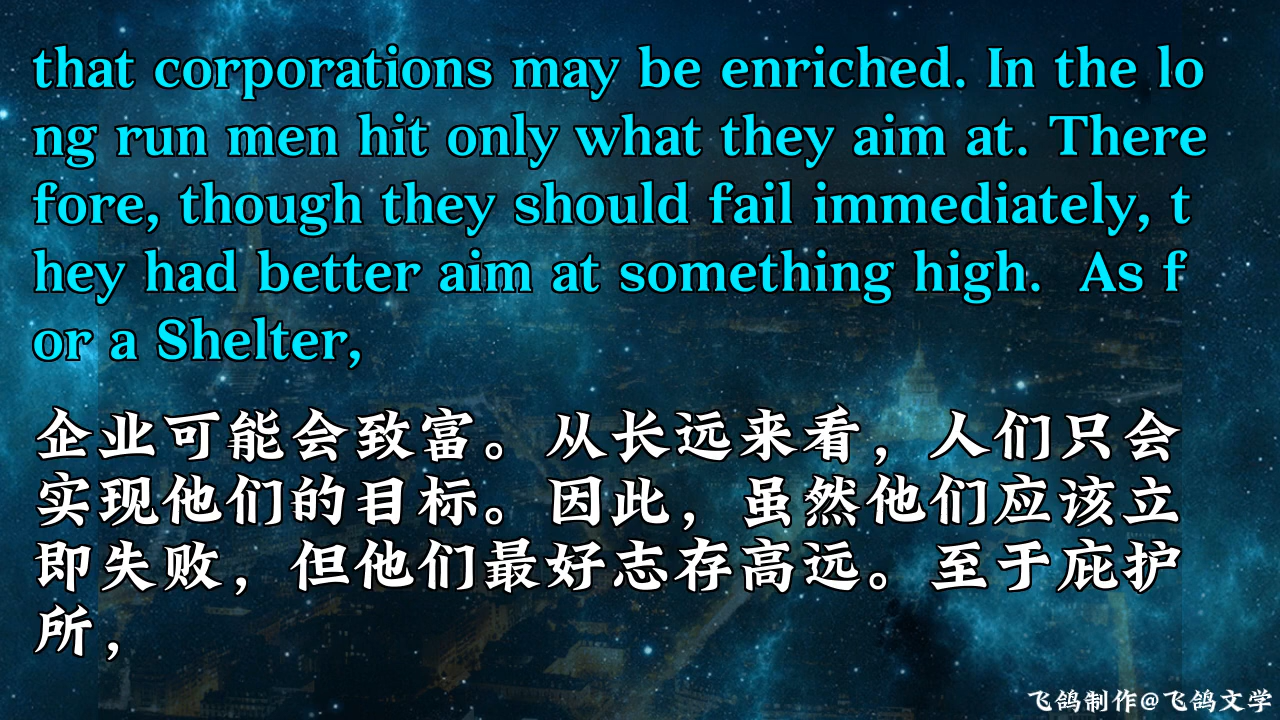 that corporations may be enriched. In the lo
ng run men hit only what they aim at. There
fore, though they should fail immediately, t
hey had better aim at something high.  As f
or a Shelter,
企业可能会致富。从长远来看，人们只会
实现他们的目标。因此，虽然他们应该立
即失败，但他们最好志存高远。至于庇护
所，
飞鸽制作@飞鸽文学